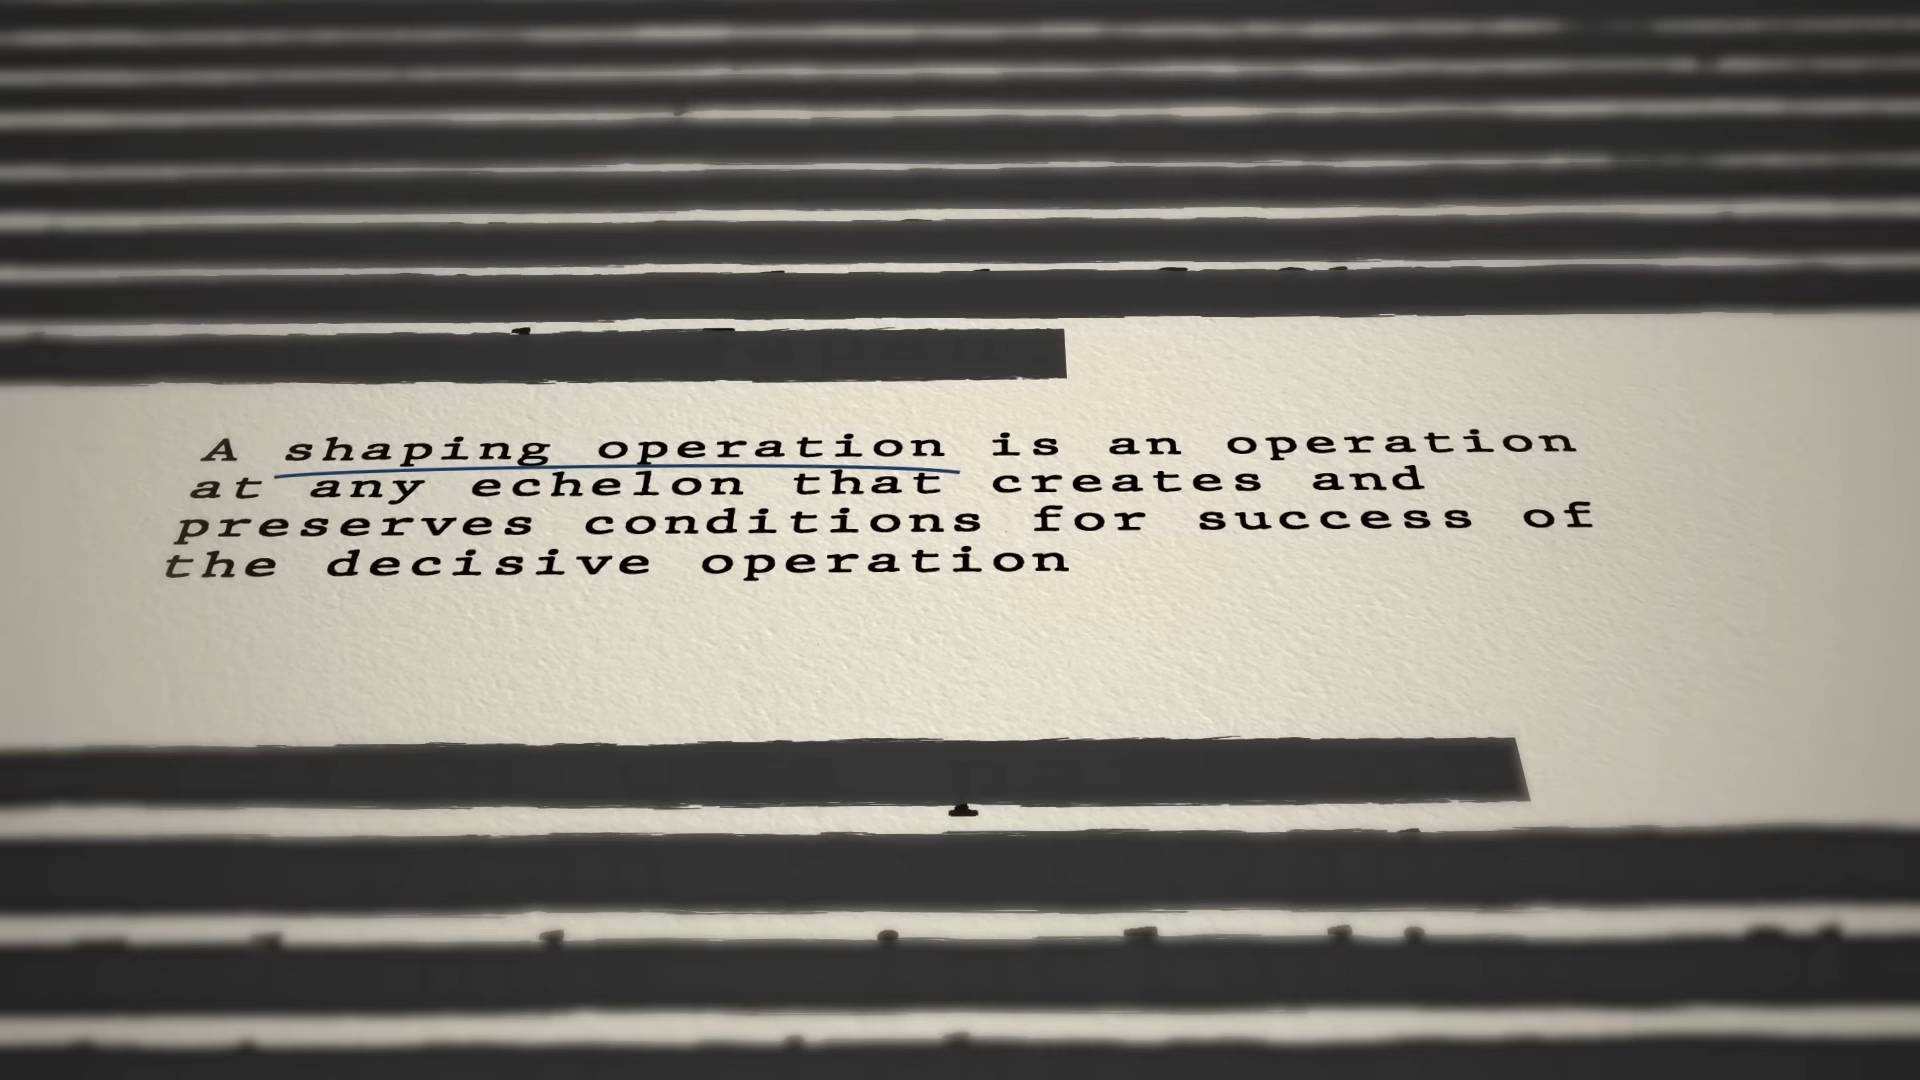 A shaping operation is an operation
at any echelon that creates and
preserves conditions for success of
the decisive operation